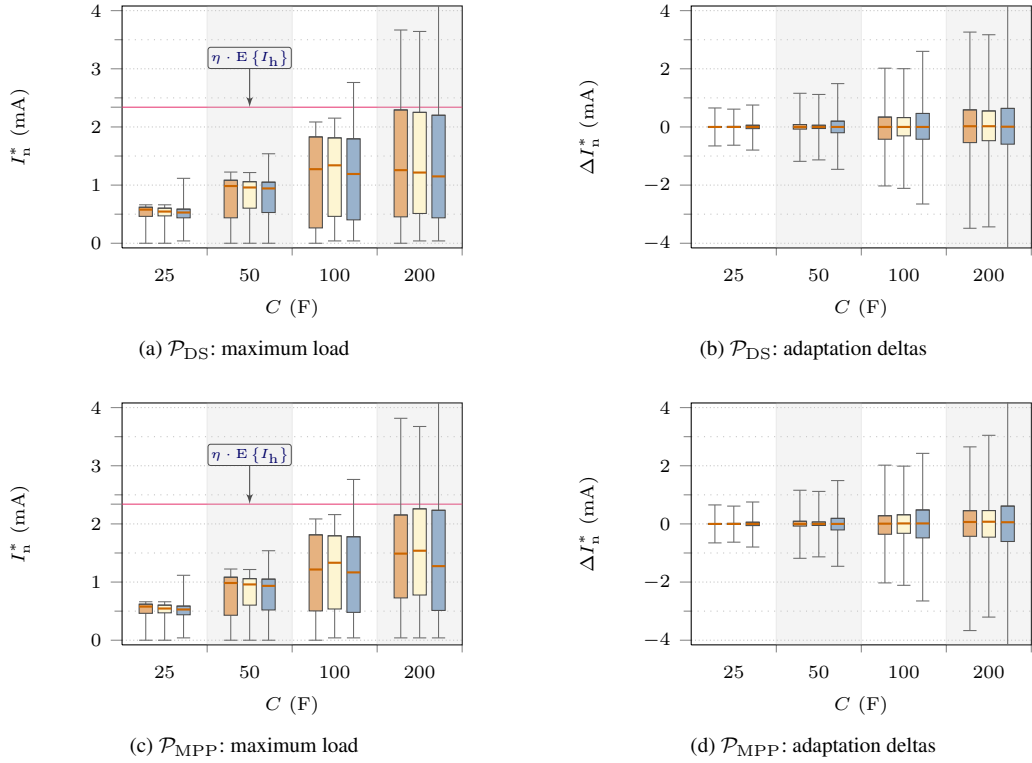 4
3
2
1
0
I*n (mA)
η · E {Ih}
25 50 100 200
C (F)
(a) 𝒫DS: maximum load
4
2
0
−2
−4
ΔI*n (mA)
25 50 100 200
C (F)
(b) 𝒫DS: adaptation deltas
4
3
2
1
0
I*n (mA)
η · E {Ih}
25 50 100 200
C (F)
(c) 𝒫MPP: maximum load
4
2
0
−2
−4
ΔI*n (mA)
25 50 100 200
C (F)
(d) 𝒫MPP: adaptation deltas